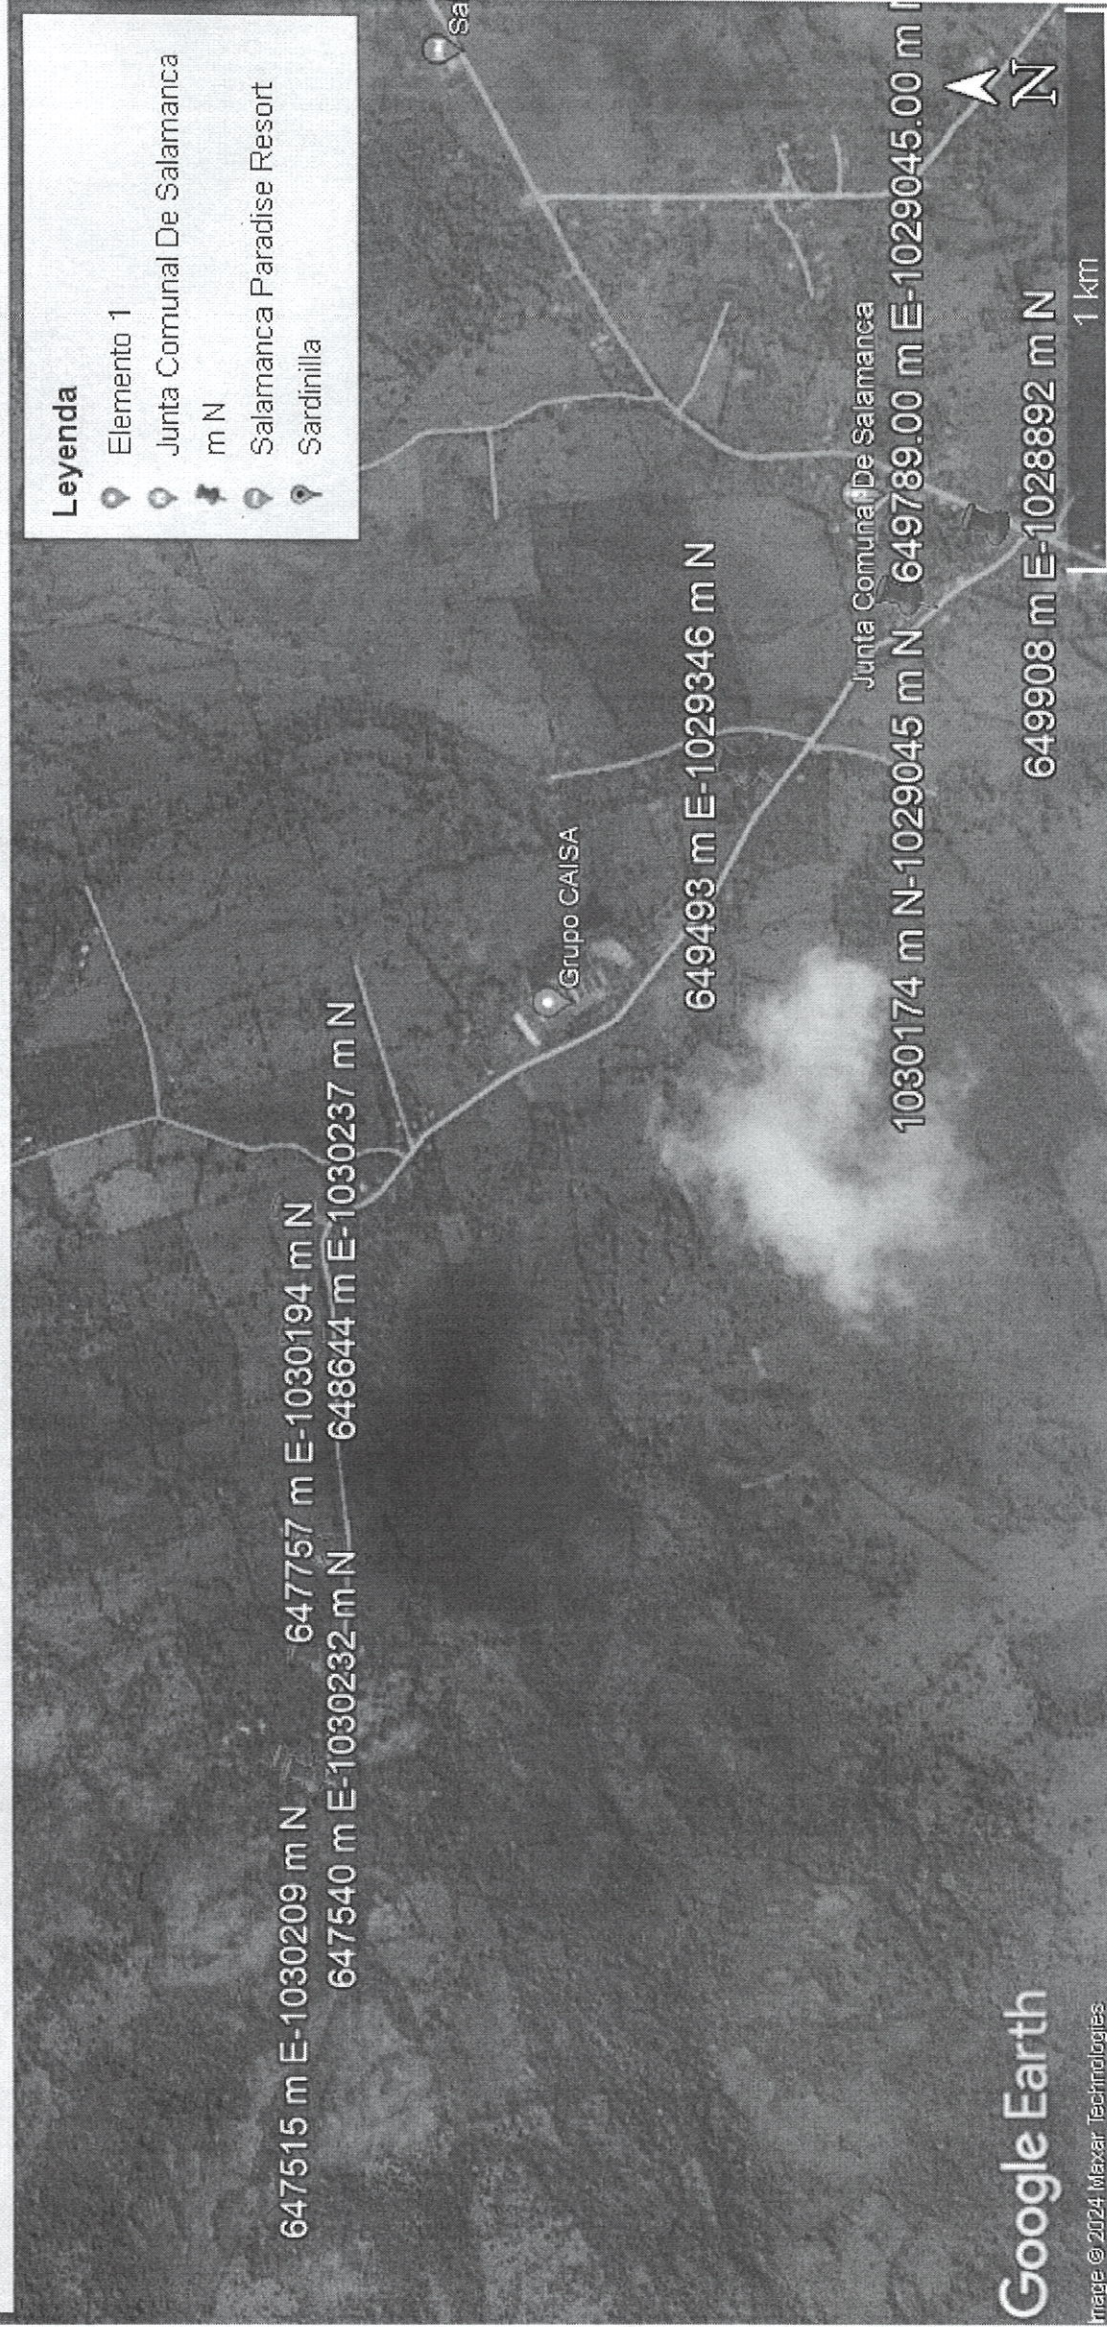 Leyenda
Elemento 1
Junta Comunal De Salamanca
m N
Salamanca Paradise Resort
Sardinilla
Sa
647515 m E-1030209 m N
647757 m E-1030194 m N
647540 m E-1030232 m N
648644 m E-1030237 m N
Grupo CAISA
649493 m E-1029346 m N
Junta Comunal De Salamanca
1030174 m N-1029045 m N
649789.00 m E-1029045.00 m
649908 m E-1028892 m N
N
1 km
Google Earth
Image © 2024 Maxar Technologies